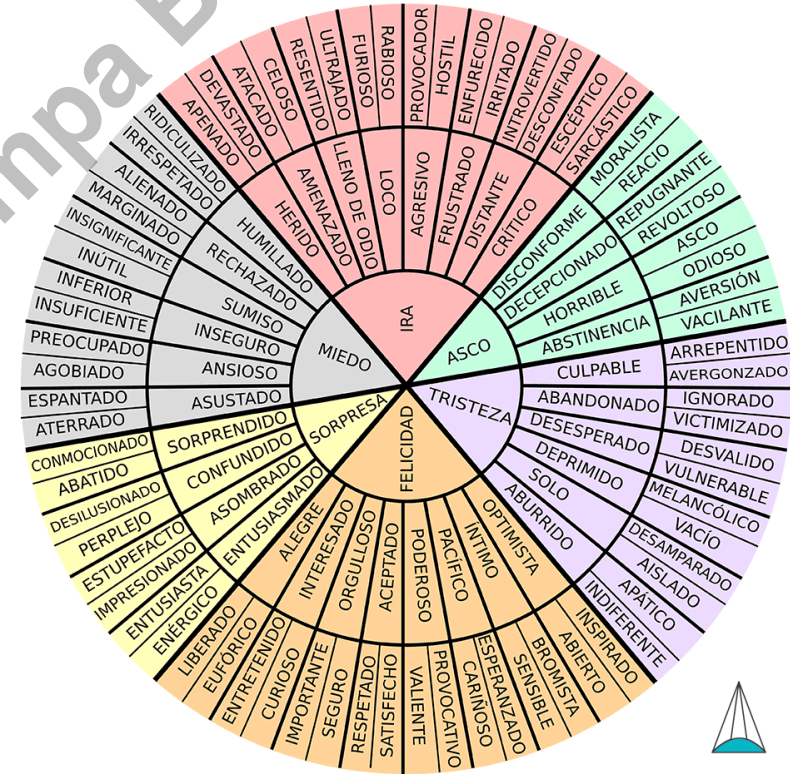 mpa B
IRA
ASCO
TRISTEZA
FELICIDAD
SORPRESA
MIEDO
HERIDO
AMENAZADO
LLENO DE ODIO
LOCO
AGRESIVO
FRUSTRADO
DISTANTE
CRÍTICO
DISCONFORME
DECEPCIONADO
HORRIBLE
ABSTINENCIA
CULPABLE
ABANDONADO
DESESPERADO
DEPRIMIDO
SOLO
ABURRIDO
OPTIMISTA
ÍNTIMO
PACÍFICO
PODEROSO
ACEPTADO
ORGULLOSO
INTERESADO
ALEGRE
ENTUSIASMADO
ASOMBRADO
CONFUNDIDO
SORPRENDIDO
ASUSTADO
ANSIOSO
INSEGURO
SUMISO
RECHAZADO
HUMILLADO
APENADO
DEVASTADO
ATACADO
CELOSO
RESENTIDO
ULTRAJADO
FURIOSO
RABIOSO
PROVOCADOR
HOSTIL
ENFURECIDO
IRRITADO
INTROVERTIDO
DESCONFIADO
ESCÉPTICO
SARCÁSTICO
MORALISTA
REACIO
REPUGNANTE
REVOLTOSO
ASCO
ODIOSO
AVERSIÓN
VACILANTE
ARREPENTIDO
AVERGONZADO
IGNORADO
VICTIMIZADO
DESVALIDO
VULNERABLE
MELANCÓLICO
VACÍO
DESAMPARADO
AISLADO
APÁTICO
INDIFERENTE
INSPIRADO
ABIERTO
BROMISTA
SENSIBLE
ESPERANZADO
CARIÑOSO
PROVOCATIVO
VALIENTE
SATISFECHO
RESPETADO
SEGURO
IMPORTANTE
CURIOSO
ENTRETENIDO
EUFÓRICO
LIBERADO
ENÉRGICO
ENTUSIASTA
IMPRESIONADO
ESTUPEFACTO
PERPLEJO
DESILUSIONADO
ABATIDO
CONMOCIONADO
ATERRADO
ESPANTADO
AGOBIADO
PREOCUPADO
INSUFICIENTE
INFERIOR
INÚTIL
INSIGNIFICANTE
MARGINADO
ALIENADO
IRRESPETADO
RIDICULIZADO